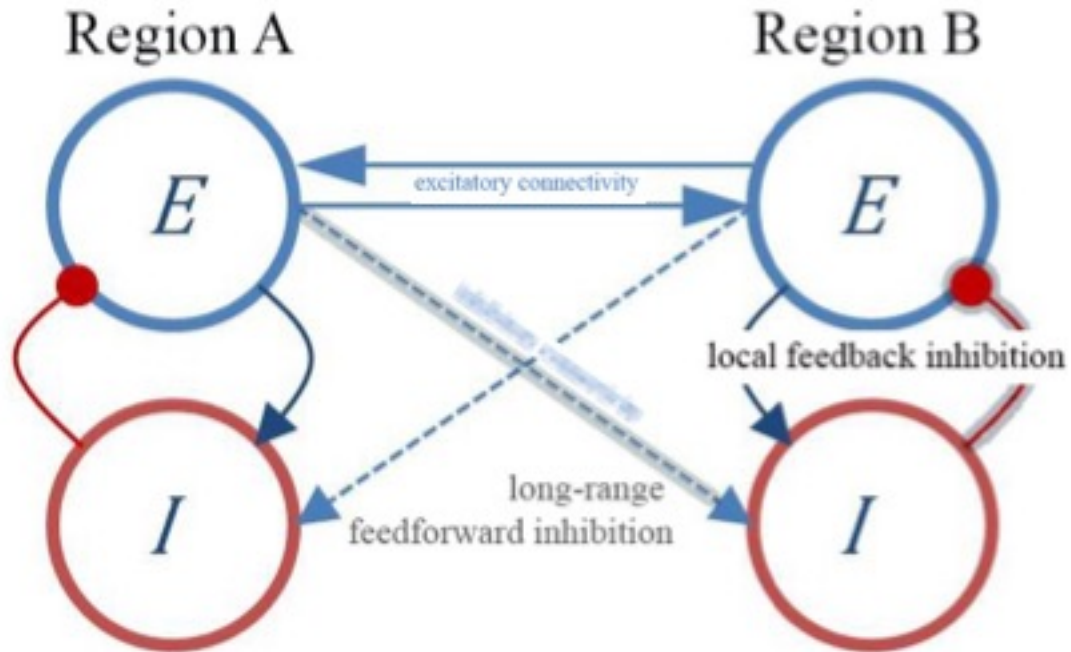 Region A
Region B
E
excitatory connectivity
E
local feedback inhibition
long-range
feedforward inhibition
I
I